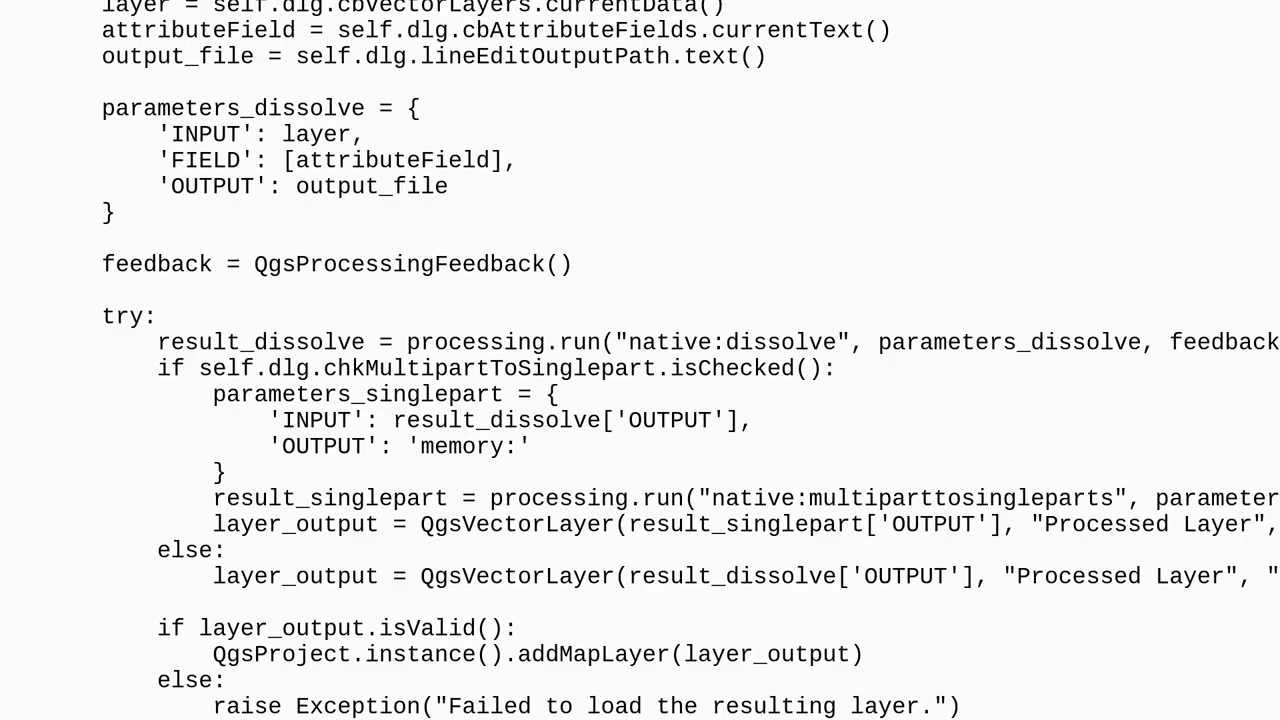 layer = self.dlg.cbVectorLayers.currentData()
attributeField = self.dlg.cbAttributeFields.currentText()
output_file = self.dlg.lineEditOutputPath.text()
parameters_dissolve = {
'INPUT': layer,
'FIELD': [attributeField],
'OUTPUT': output_file
}
feedback = QgsProcessingFeedback()
try:
result_dissolve = processing.run("native:dissolve", parameters_dissolve, feedback
if self.dlg.chkMultipartToSinglepart.isChecked():
parameters_singlepart = {
'INPUT': result_dissolve['OUTPUT'],
'OUTPUT': 'memory:'
}
result_singlepart = processing.run("native:multiparttosingleparts", parameter
layer_output = QgsVectorLayer(result_singlepart['OUTPUT'], "Processed Layer",
else:
layer_output = QgsVectorLayer(result_dissolve['OUTPUT'], "Processed Layer", "
if layer_output.isValid():
QgsProject.instance().addMapLayer(layer_output)
else:
raise Exception("Failed to load the resulting layer.")